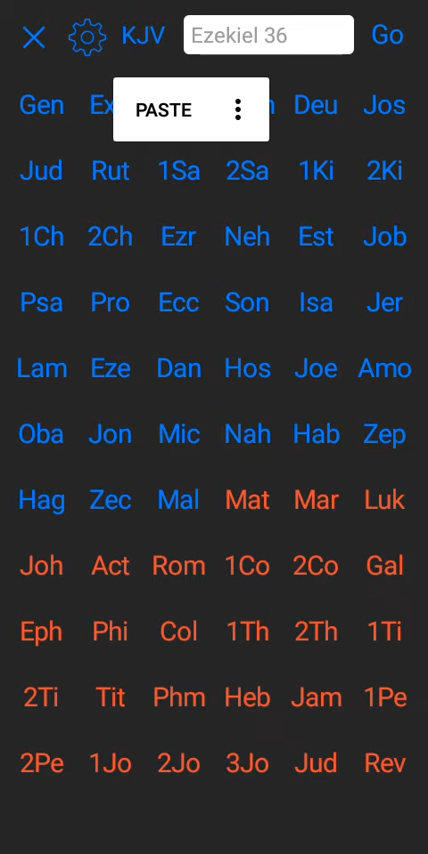 KJV Ezekiel 36 Go
Gen Ex Deu Jos
PASTE
Jud Rut 1Sa 2Sa 1Ki 2Ki
1Ch 2Ch Ezr Neh Est Job
Psa Pro Ecc Son Isa Jer
Lam Eze Dan Hos Joe Amo
Oba Jon Mic Nah Hab Zep
Hag Zec Mal Mat Mar Luk
Joh Act Rom 1Co 2Co Gal
Eph Phi Col 1Th 2Th 1Ti
2Ti Tit Phm Heb Jam 1Pe
2Pe 1Jo 2Jo 3Jo Jud Rev